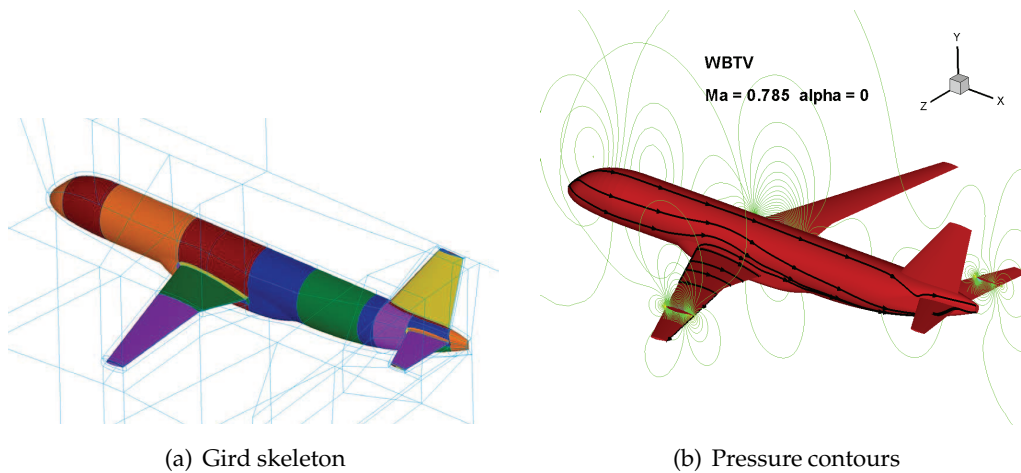 WBTV
Ma = 0.785 alpha = 0
Y
Z
X
(a) Gird skeleton
(b) Pressure contours